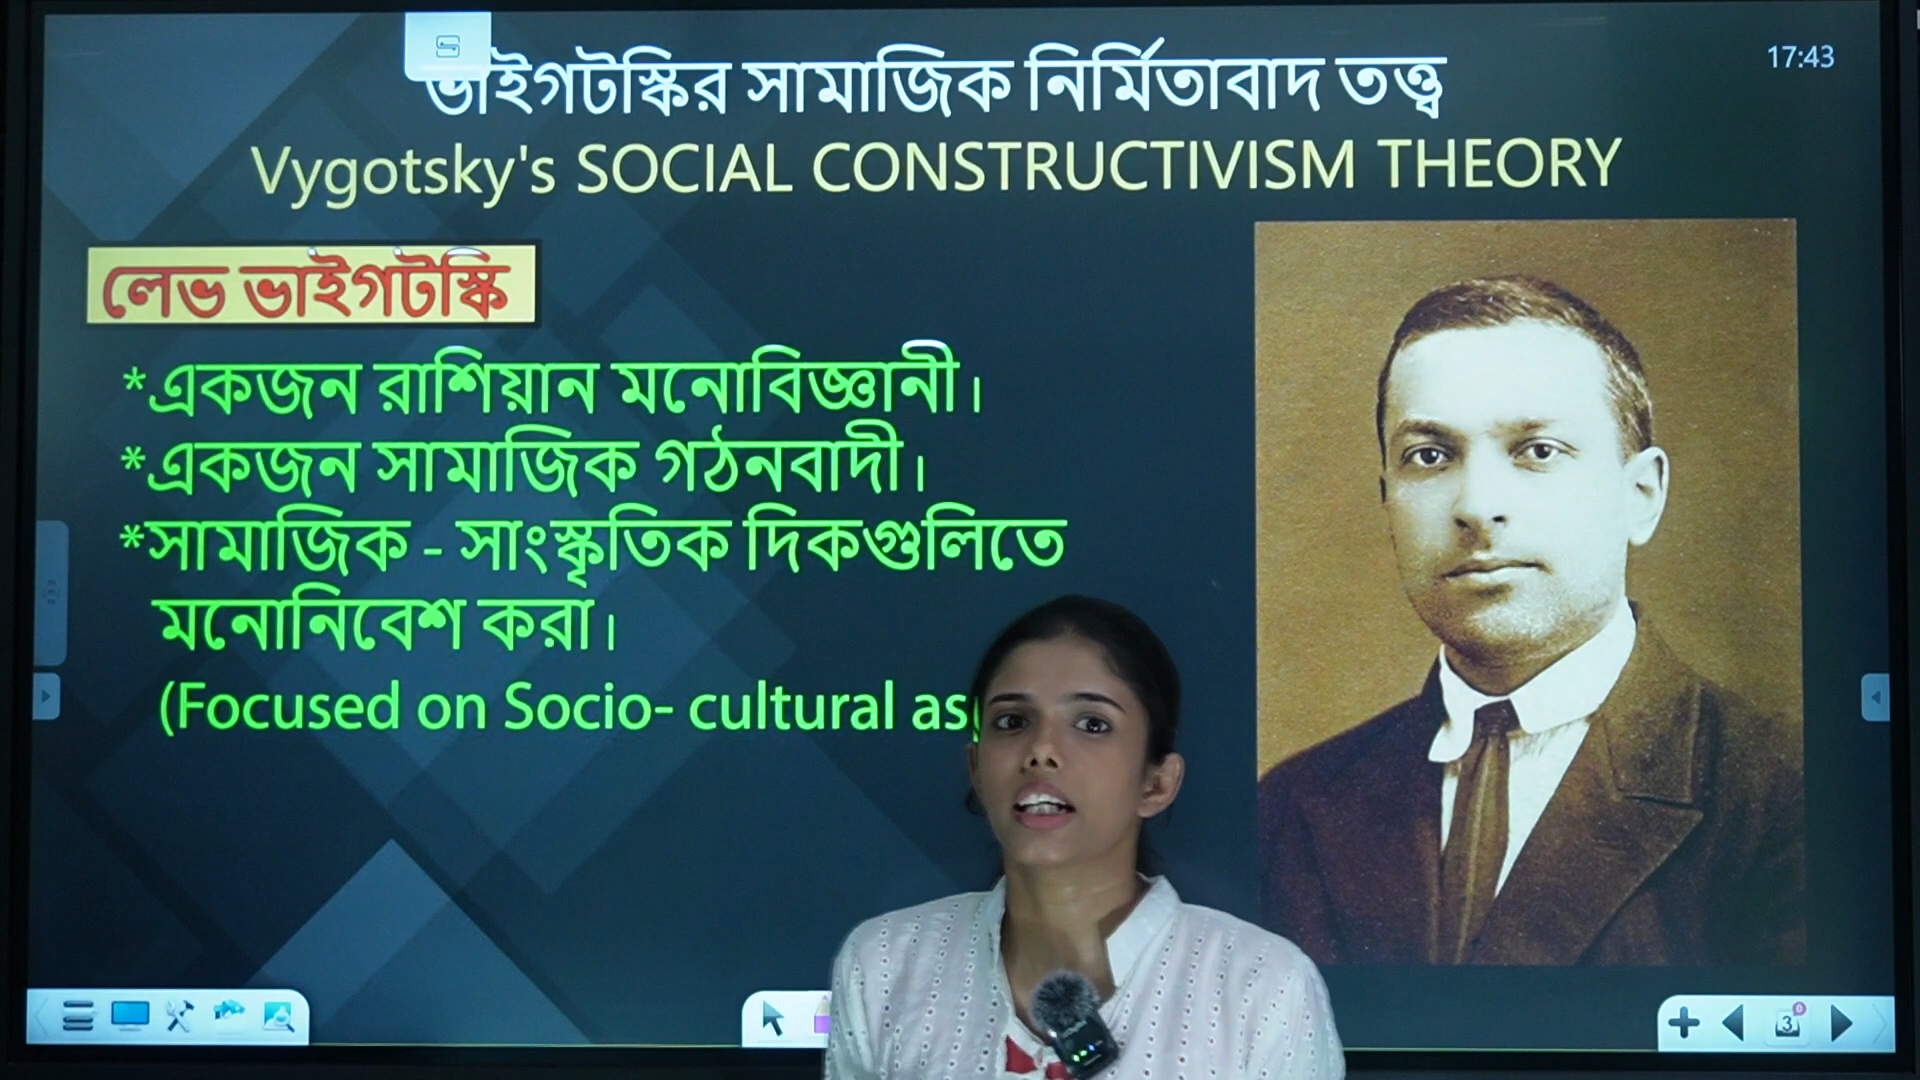 17:43
ভাইগটস্কির সামাজিক নির্মিতাবাদ তত্ত্ব
Vygotsky's SOCIAL CONSTRUCTIVISM THEORY
লেভ ভাইগটস্কি
*একজন রাশিয়ান মনোবিজ্ঞানী।
*একজন সামাজিক গঠনবাদী।
*সামাজিক - সাংস্কৃতিক দিকগুলিতে
মনোনিবেশ করা।
(Focused on Socio- cultural
3